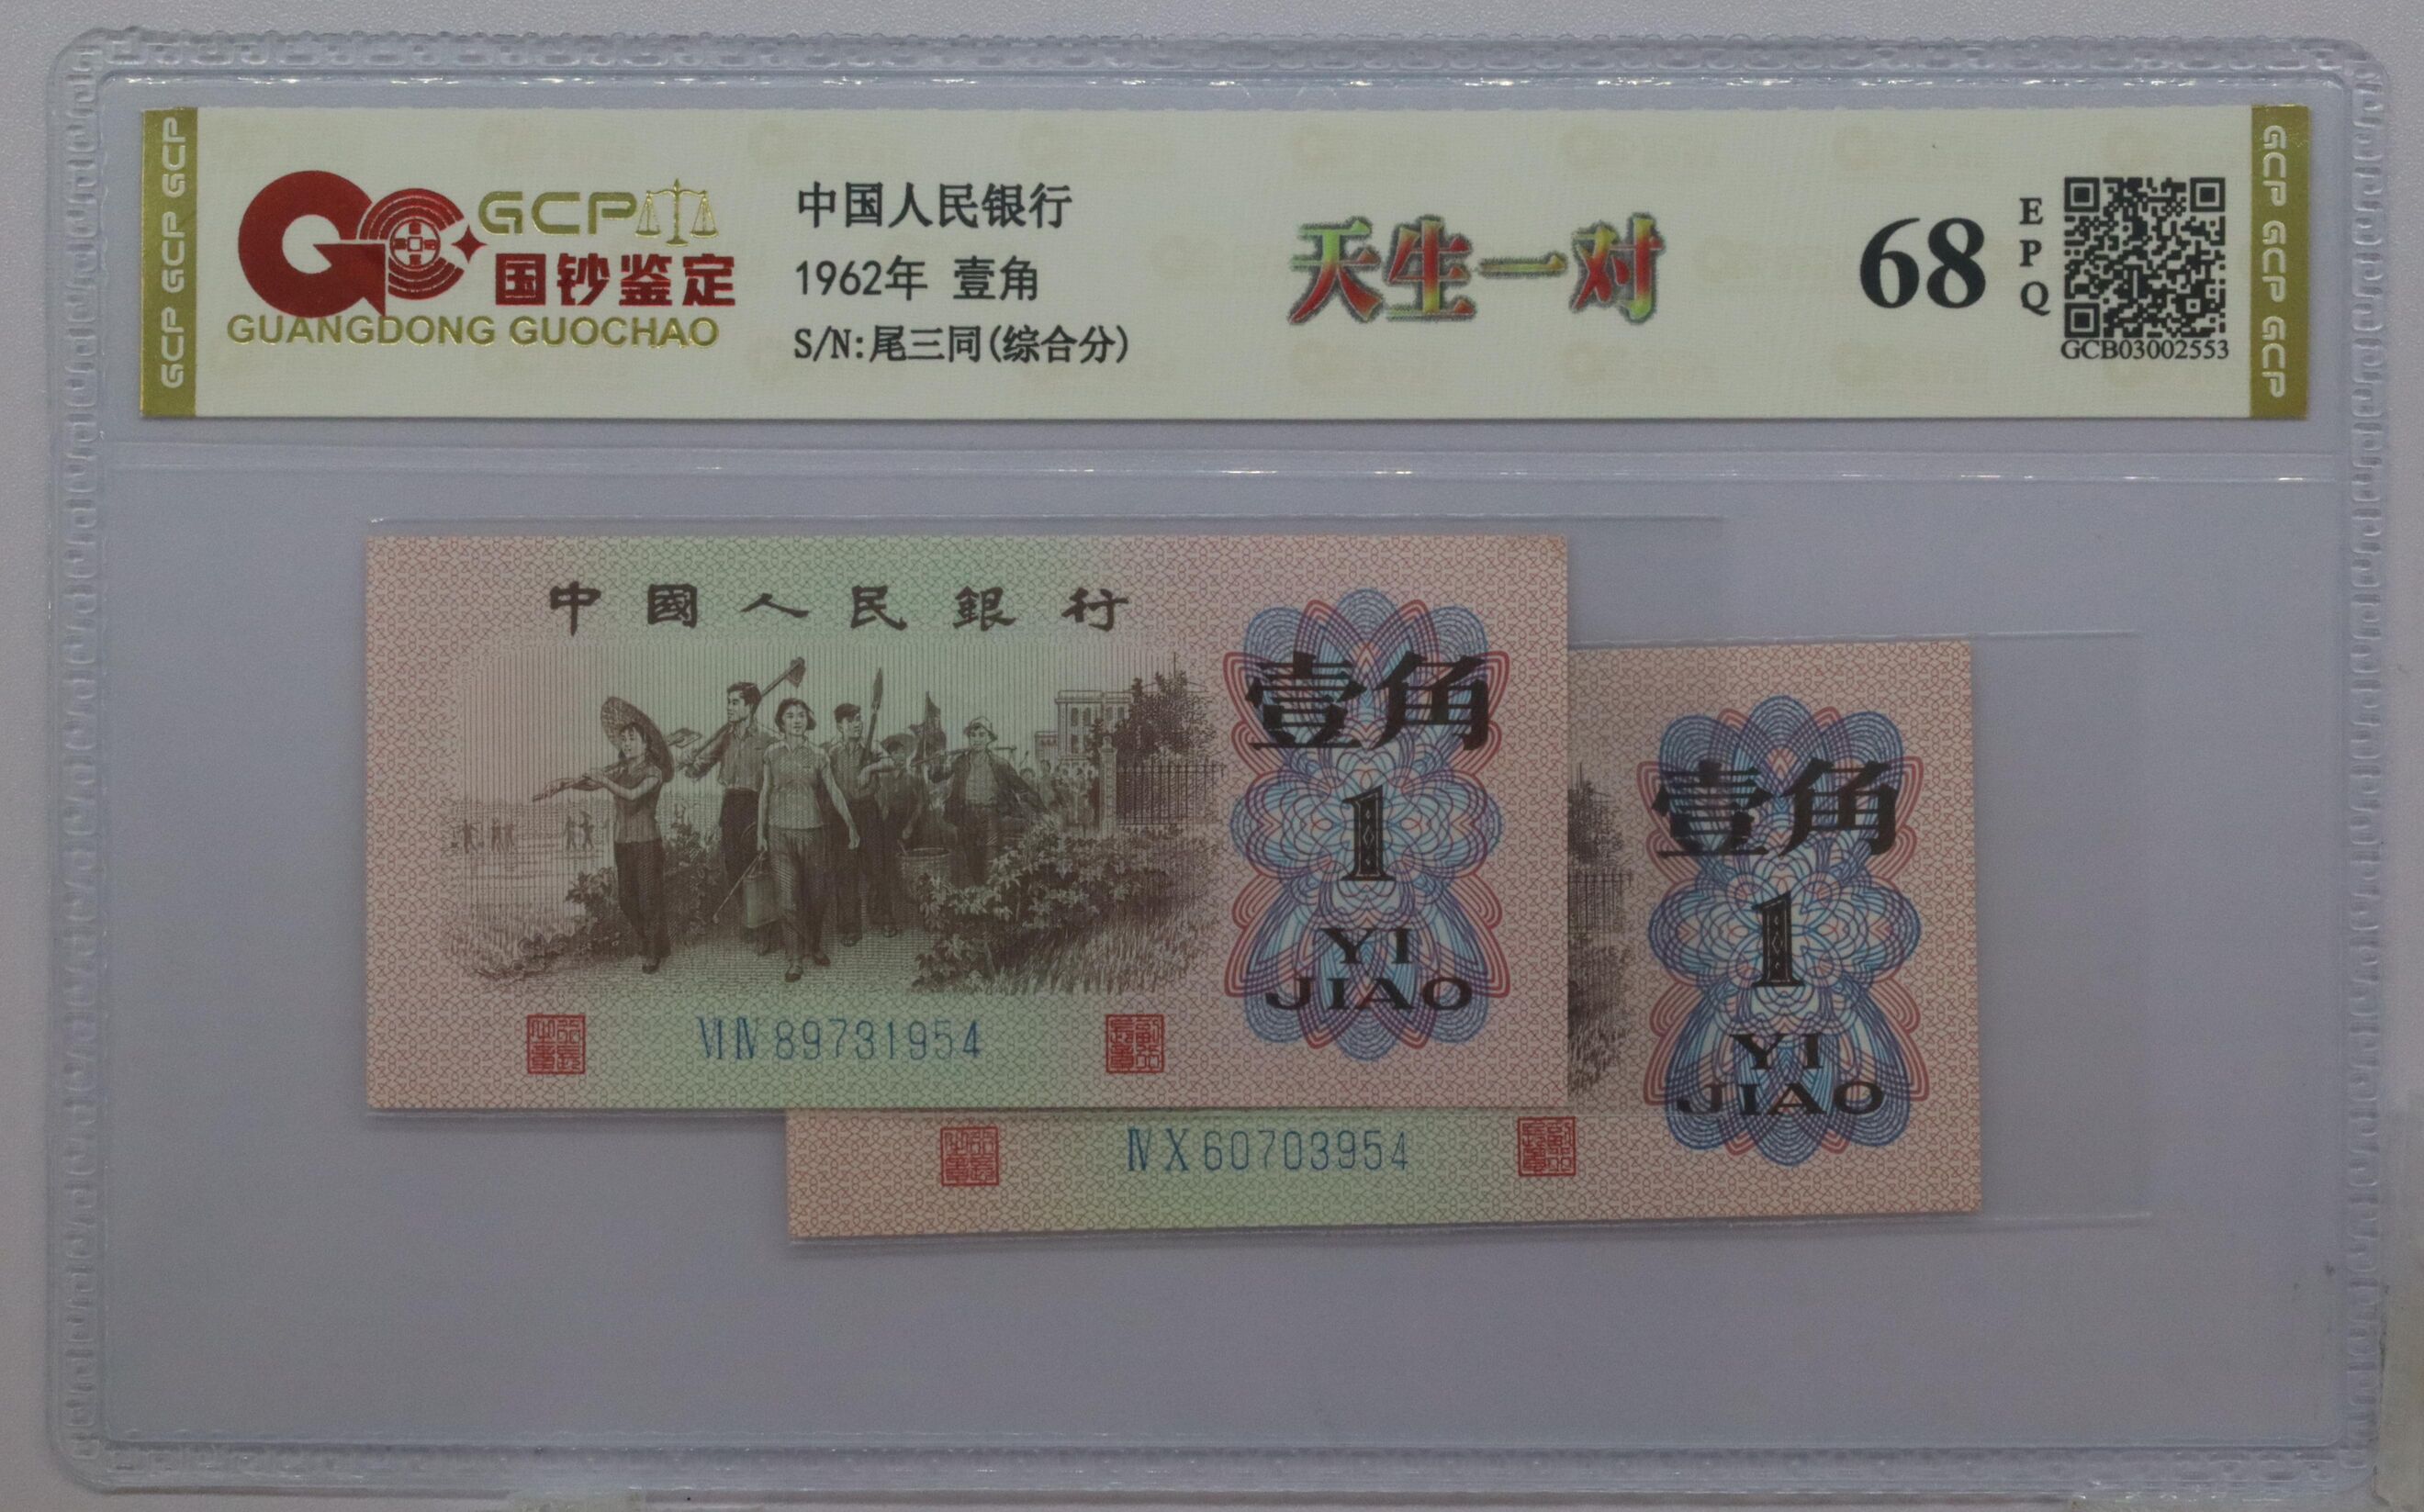 GCP GCP GCP
GCP
国钞鉴定
GUANGDONG GUOCHAO
中国人民银行
1962年 壹角
S/N:尾三同(综合分)
天生一对
68
EPQ
GCB03002553
GCP GCP GCP
中國人民銀行
壹角
1
YI
JIAO
ⅥⅣ 89731954
壹角
1
YI
JIAO
ⅣⅩ 60703954